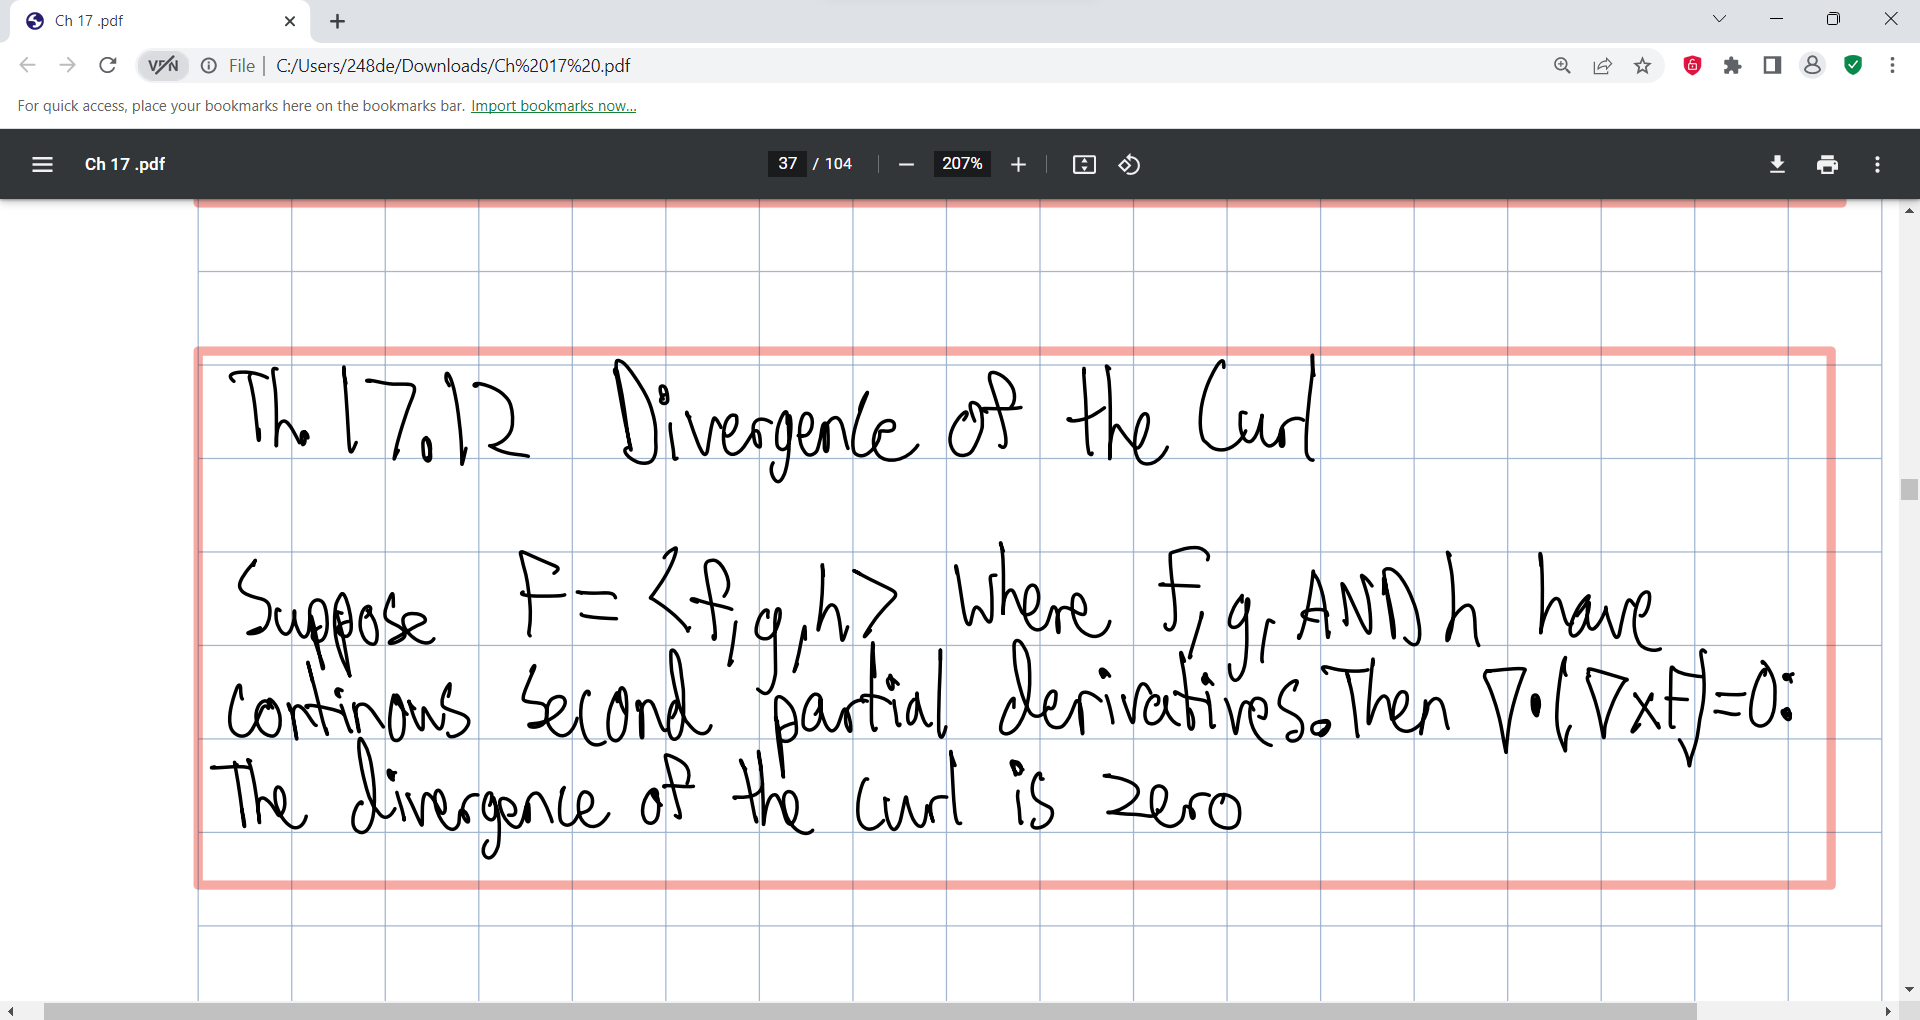 Ch 17 .pdf
VPN File C:/Users/248de/Downloads/Ch%2017%20.pdf
For quick access, place your bookmarks here on the bookmarks bar. Import bookmarks now...
Ch 17 .pdf 37 / 104 207%
Th. 17.12 Divergence of the Curl
Suppose F = <f, g, h> Where F, g, AND h have
continous second partial derivatives. Then ∇·(∇xF)=0:
The divergence of the curl is zero